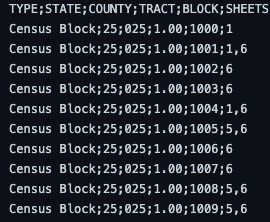 TYPE;STATE;COUNTY;TRACT;BLOCK;SHEETS
Census Block;25;025;1.00;1000;1
Census Block;25;025;1.00;1001;1,6
Census Block;25;025;1.00;1002;6
Census Block;25;025;1.00;1003;6
Census Block;25;025;1.00;1004;1,6
Census Block;25;025;1.00;1005;5,6
Census Block;25;025;1.00;1006;6
Census Block;25;025;1.00;1007;6
Census Block;25;025;1.00;1008;5,6
Census Block;25;025;1.00;1009;5,6